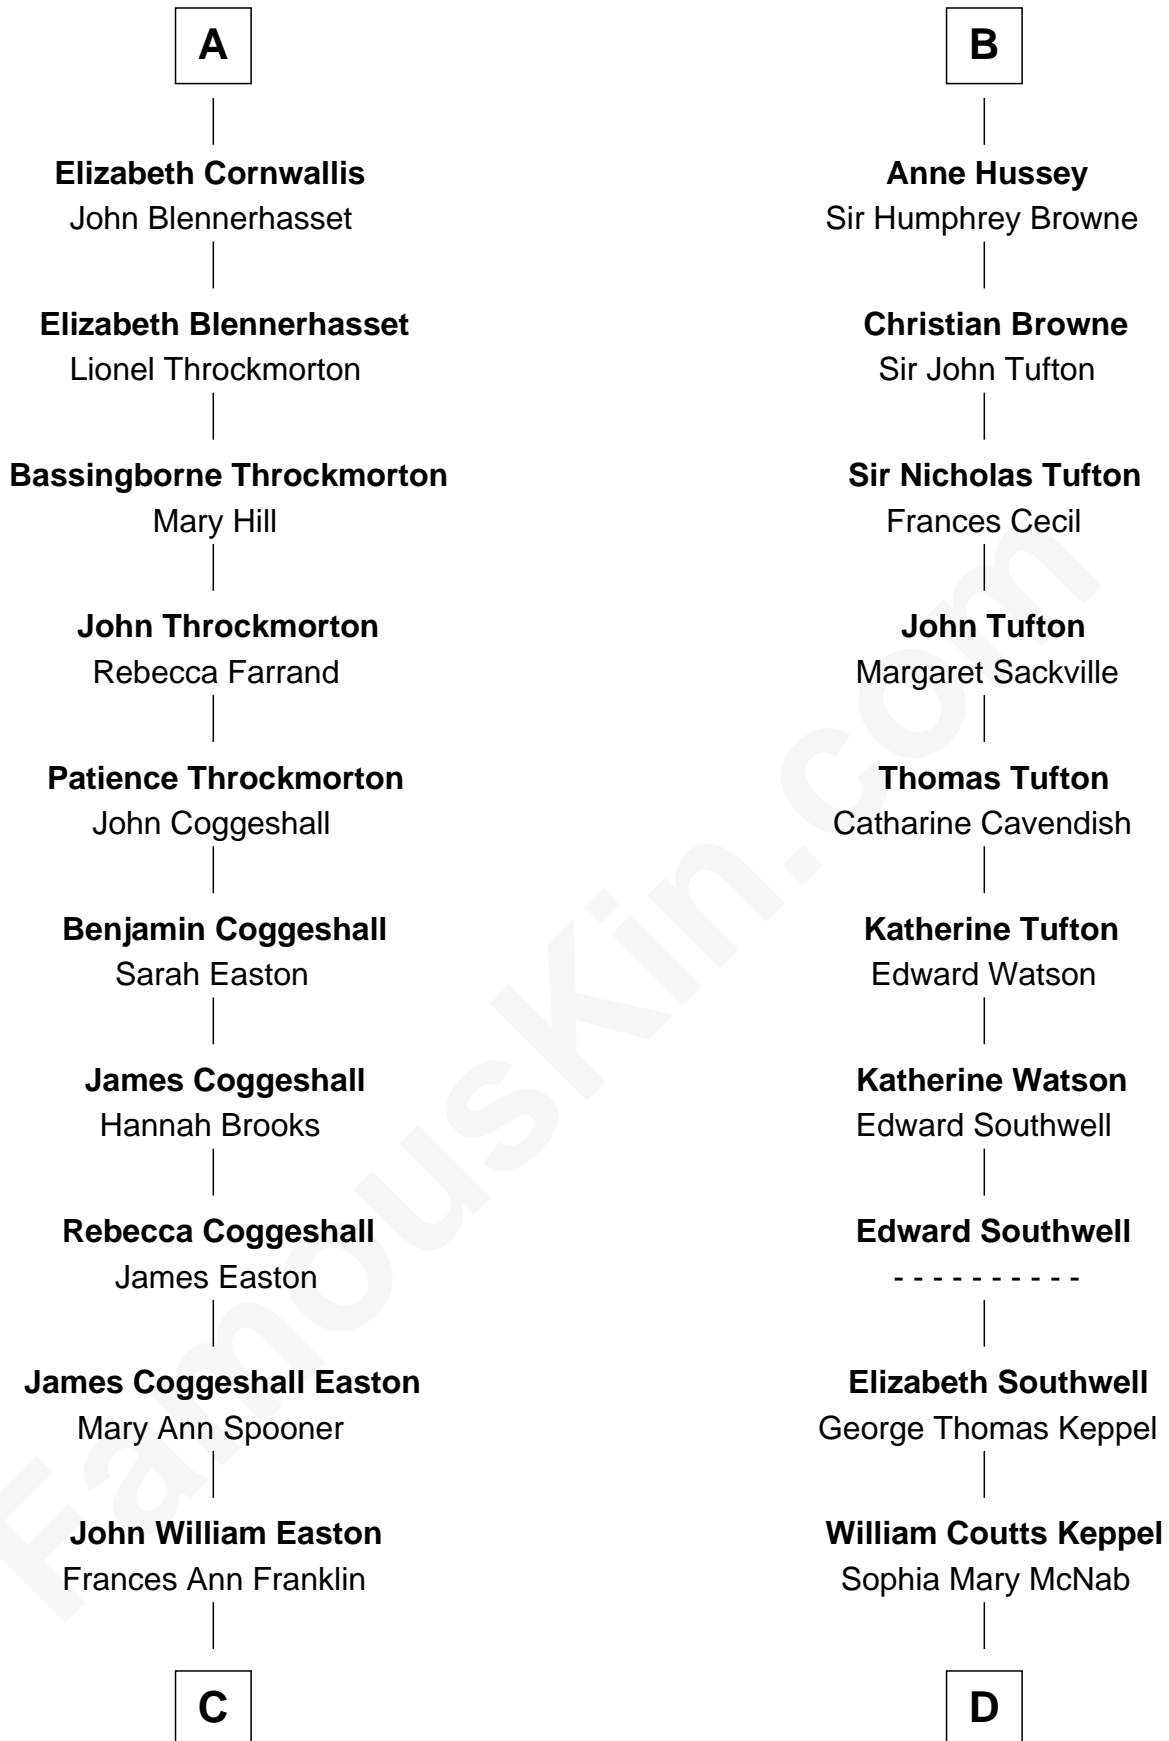 A
Elizabeth Cornwallis
John Blennerhasset
Elizabeth Blennerhasset
Lionel Throckmorton
Bassingborne Throckmorton
Mary Hill
John Throckmorton
Rebecca Farrand
Patience Throckmorton
John Coggeshall
Benjamin Coggeshall
Sarah Easton
James Coggeshall
Hannah Brooks
Rebecca Coggeshall
James Easton
James Coggeshall Easton
Mary Ann Spooner
John William Easton
Frances Ann Franklin
C
B
Anne Hussey
Sir Humphrey Browne
Christian Browne
Sir John Tufton
Sir Nicholas Tufton
Frances Cecil
John Tufton
Margaret Sackville
Thomas Tufton
Catharine Cavendish
Katherine Tufton
Edward Watson
Katherine Watson
Edward Southwell
Edward Southwell
- - - - - - - - - -
Elizabeth Southwell
George Thomas Keppel
William Coutts Keppel
Sophia Mary McNab
D
FamousKin.com